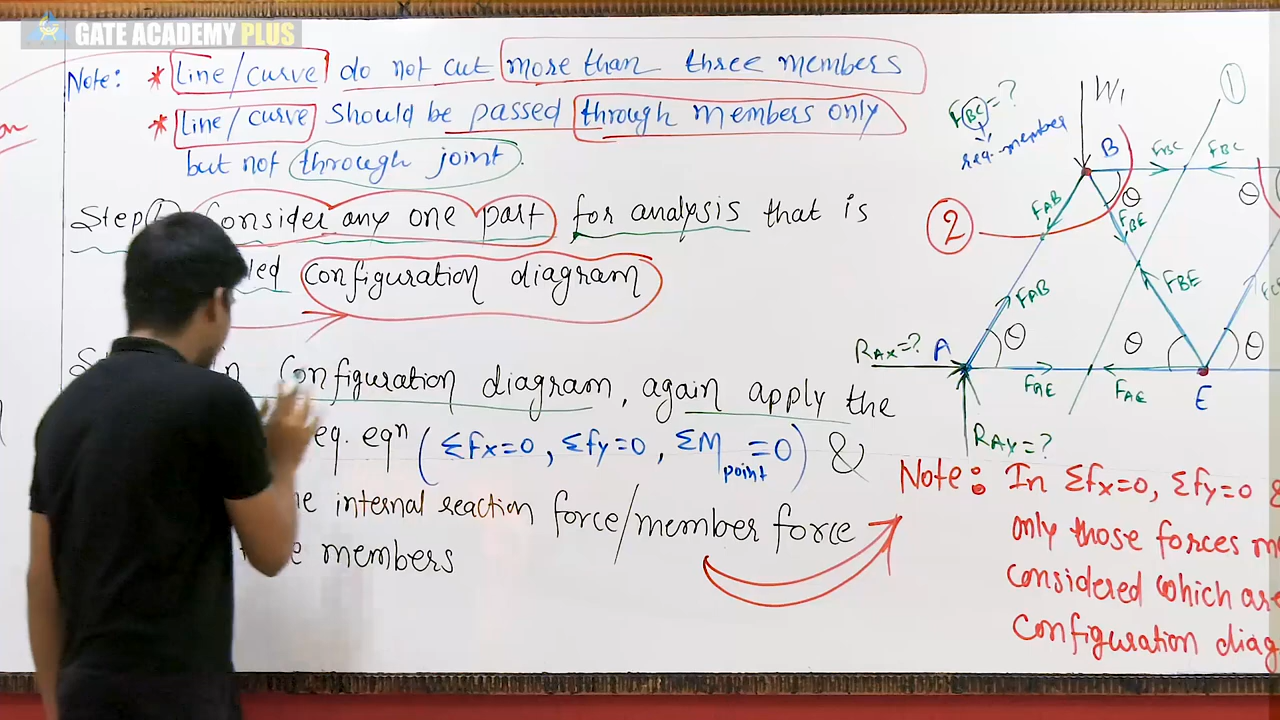 GATE ACADEMY PLUS
Note: * Line/curve do not cut more than three members
* Line/curve should be passed through members only
but not through joint.
Step consider any one part for analysis that is
configuration diagram
configuration diagram, again apply the
eq. eqn (Σfx=0, Σfy=0, ΣM point =0) &
internal reaction force/member force
members
FBC=?
req. member
W1
1
B
FBC
FBC
θ
θ
2
FAB
FBE
FAB
FBE
θ
θ
θ
RAX=?
A
FAE
FAE
E
RAY=?
Note: In Σfx=0, Σfy=0 &
only those forces
considered which are
configuration